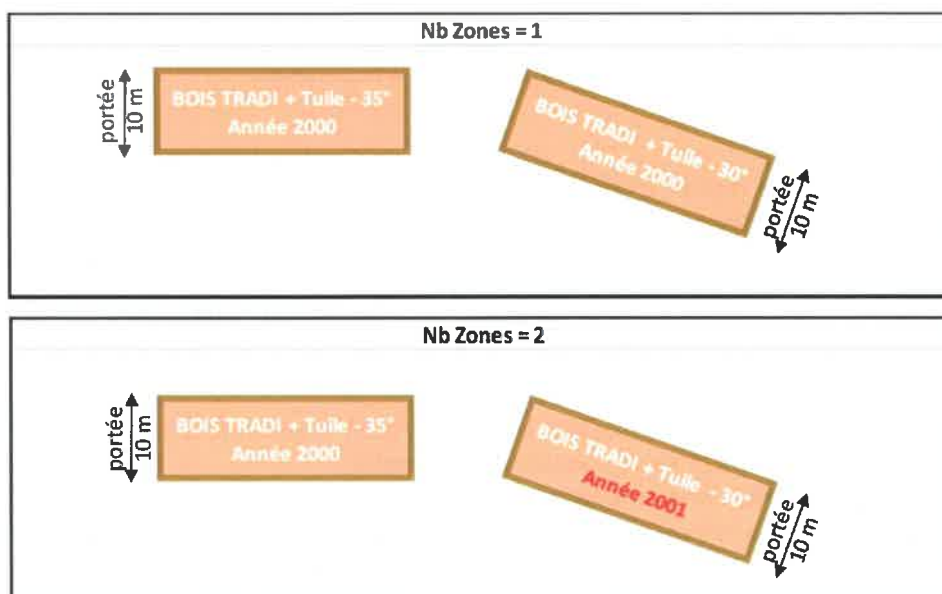 Nb Zones = 1
portée
10 m
BOIS TRADI + Tuile - 35°
Année 2000
BOIS TRADI + Tuile - 30°
Année 2000
portée
10 m
Nb Zones = 2
portée
10 m
BOIS TRADI + Tuile - 35°
Année 2000
BOIS TRADI + Tuile - 30°
Année 2001
portée
10 m